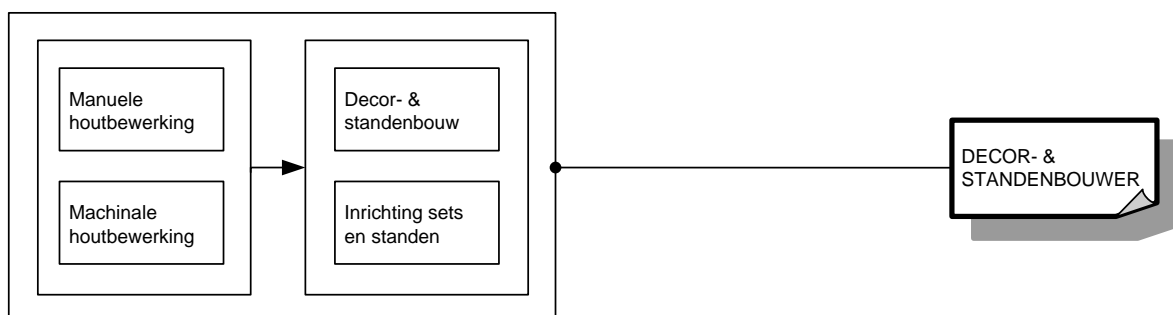 Manuele
houtbewerking
Machinale
houtbewerking
Decor- &
standenbouw
Inrichting sets
en standen
DECOR- &
STANDENBOUWER